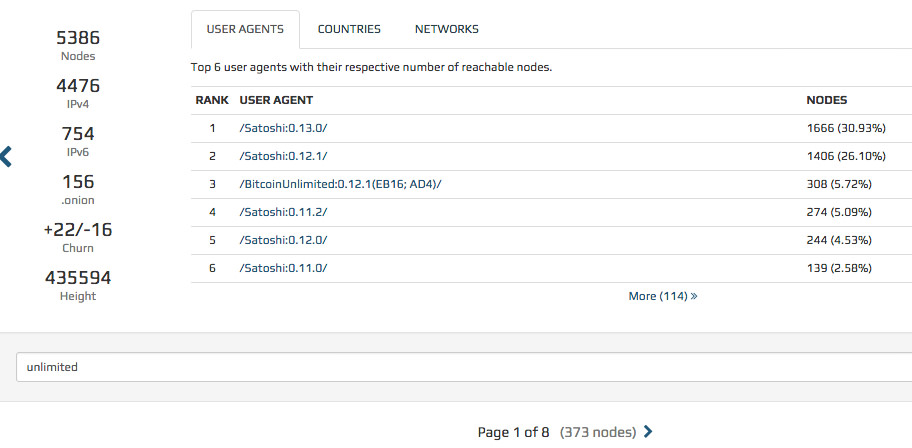 5386
Nodes
4476
IPv4
754
IPv6
156
.onion
+22/-16
Churn
435594
Height
USER AGENTS COUNTRIES NETWORKS
Top 6 user agents with their respective number of reachable nodes.
RANK USER AGENT NODES
1 /Satoshi:0.13.0/ 1666 (30.93%)
2 /Satoshi:0.12.1/ 1406 (26.10%)
3 /BitcoinUnlimited:0.12.1(EB16; AD4)/ 308 (5.72%)
4 /Satoshi:0.11.2/ 274 (5.09%)
5 /Satoshi:0.12.0/ 244 (4.53%)
6 /Satoshi:0.11.0/ 139 (2.58%)
More (114) »
unlimited
Page 1 of 8 (373 nodes)